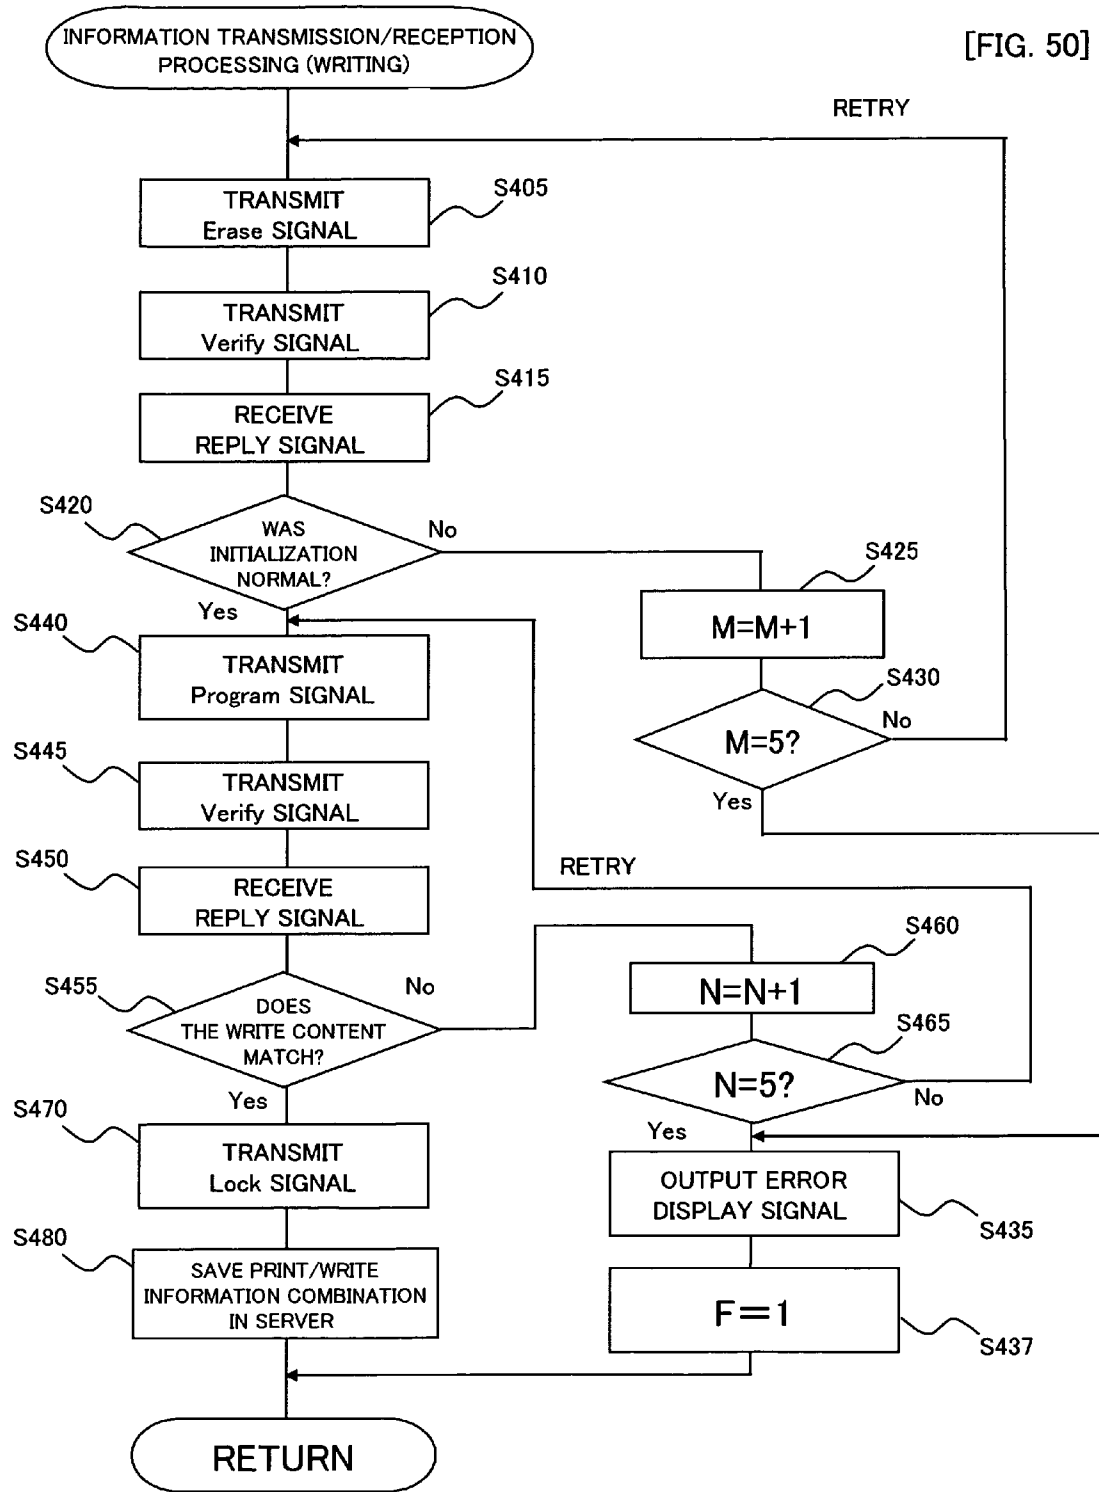 INFORMATION TRANSMISSION/RECEPTION
PROCESSING (WRITING)
[FIG. 50]
RETRY
TRANSMIT
Erase SIGNAL
S405
TRANSMIT
Verify SIGNAL
S410
RECEIVE
REPLY SIGNAL
S415
S420
WAS
INITIALIZATION
NORMAL?
No
Yes
S425
M=M+1
S430
M=5?
No
Yes
S440
TRANSMIT
Program SIGNAL
S445
TRANSMIT
Verify SIGNAL
S450
RECEIVE
REPLY SIGNAL
RETRY
S455
DOES
THE WRITE CONTENT
MATCH?
No
Yes
S460
N=N+1
S465
N=5?
No
Yes
S470
TRANSMIT
Lock SIGNAL
OUTPUT ERROR
DISPLAY SIGNAL
S435
S480
SAVE PRINT/WRITE
INFORMATION COMBINATION
IN SERVER
F=1
S437
RETURN